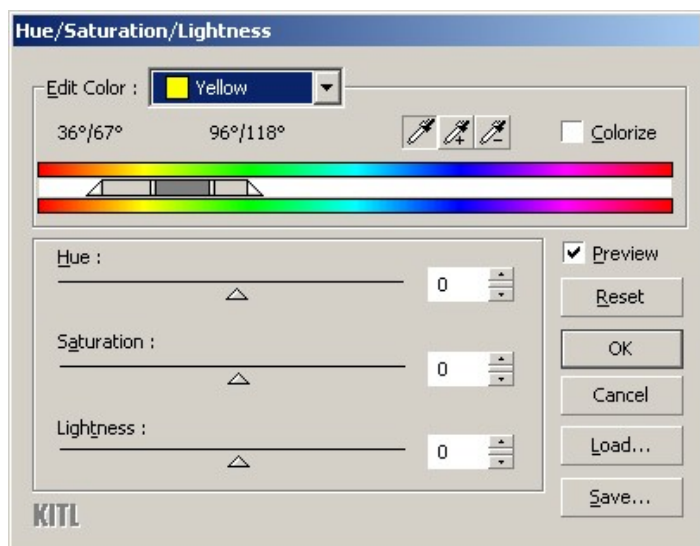 Hue/Saturation/Lightness
Edit Color : Yellow
36°/67° 96°/118° Colorize
Hue : 0
Saturation : 0
Lightness : 0
Preview
Reset
OK
Cancel
Load...
Save...
KITL